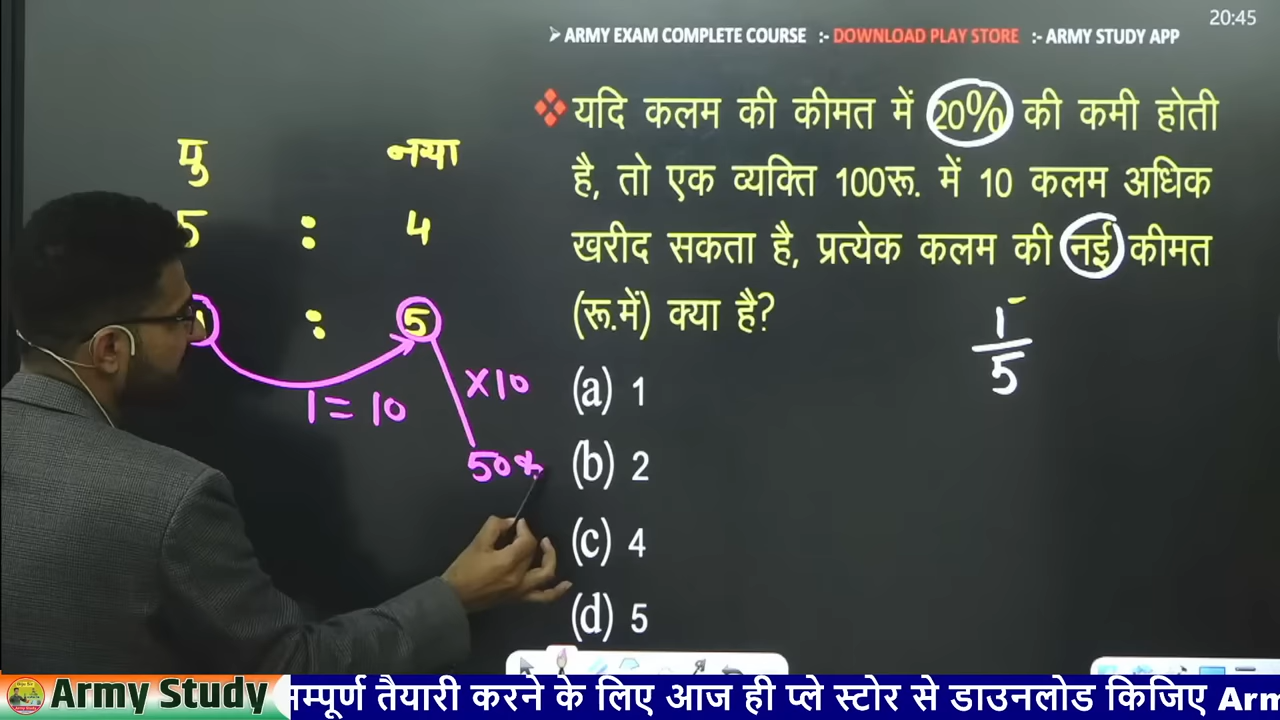 20:45
➢ ARMY EXAM COMPLETE COURSE :- DOWNLOAD PLAY STORE :- ARMY STUDY APP
❖ यदि कलम की कीमत में 20% की कमी होती
है, तो एक व्यक्ति 100रू. में 10 कलम अधिक
खरीद सकता है, प्रत्येक कलम की नई कीमत
(रू.में) क्या है?
(a) 1
(b) 2
(c) 4
(d) 5
1
5
पु नया
5 : 4
: 5
1 = 10
×10
50
Army Study
सम्पूर्ण तैयारी करने के लिए आज ही प्ले स्टोर से डाउनलोड किजिए Arm